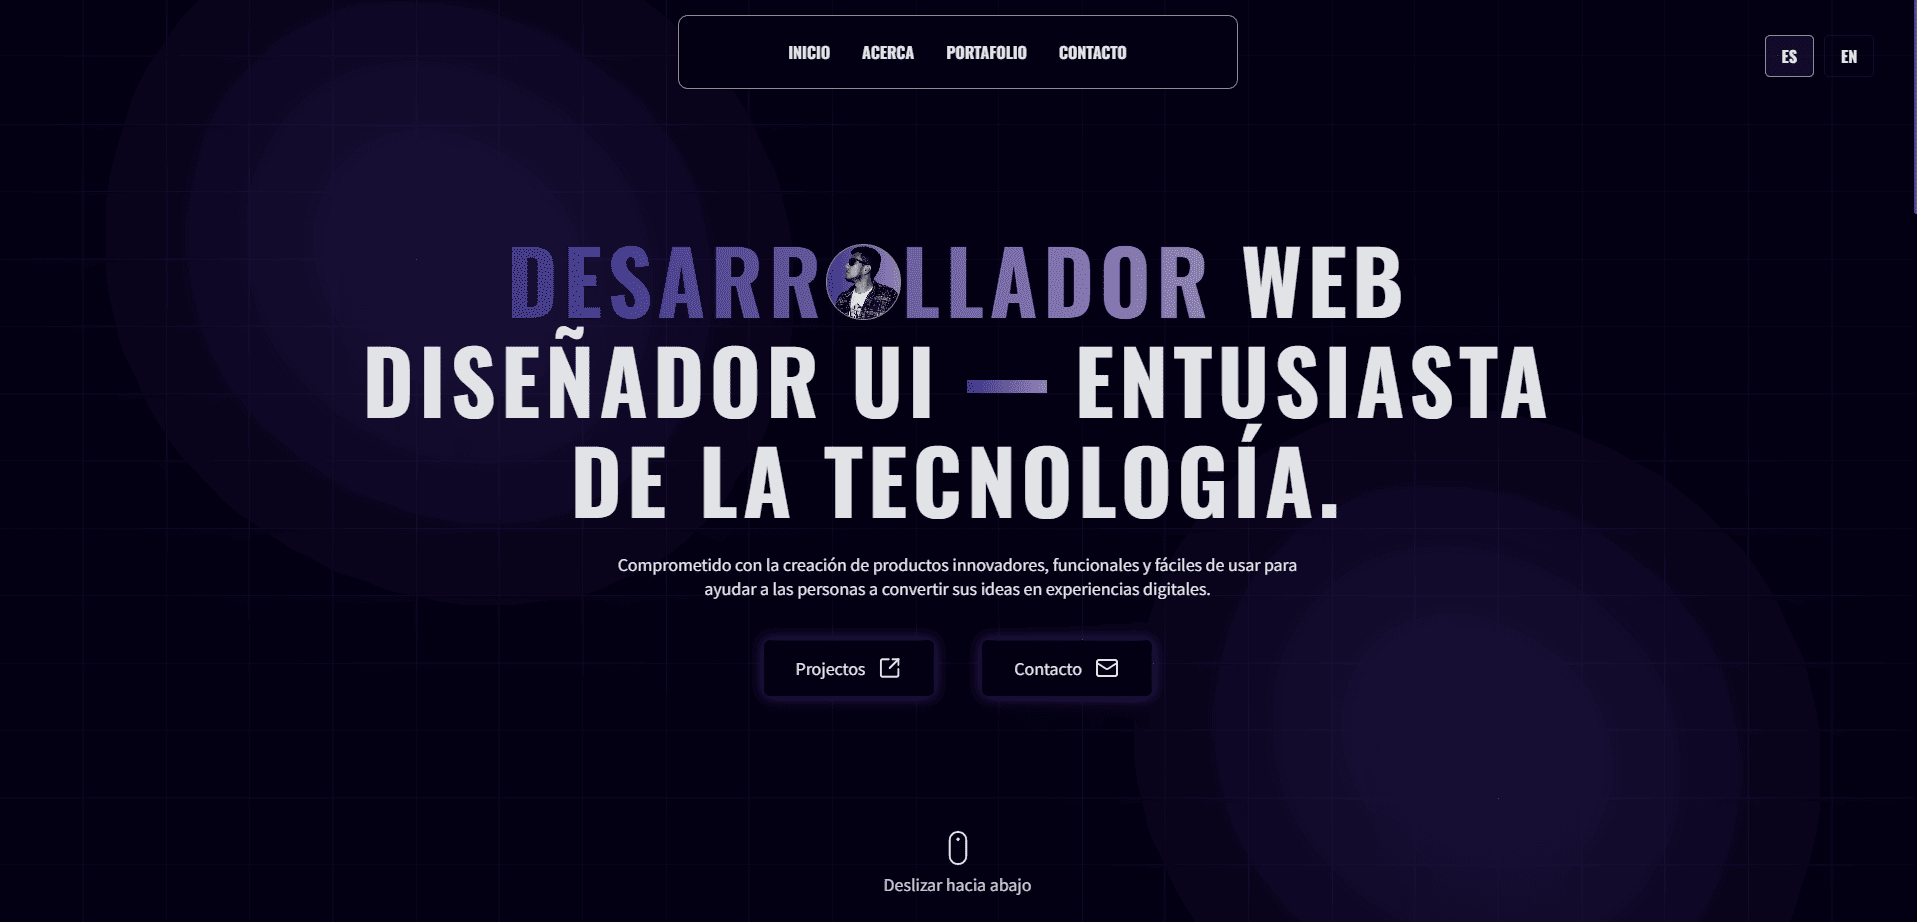 INICIO ACERCA PORTAFOLIO CONTACTO
ES EN
DESARROLLADOR WEB
DISEÑADOR UI — ENTUSIASTA
DE LA TECNOLOGÍA.
Comprometido con la creación de productos innovadores, funcionales y fáciles de usar para
ayudar a las personas a convertir sus ideas en experiencias digitales.
Projectos Contacto
Deslizar hacia abajo